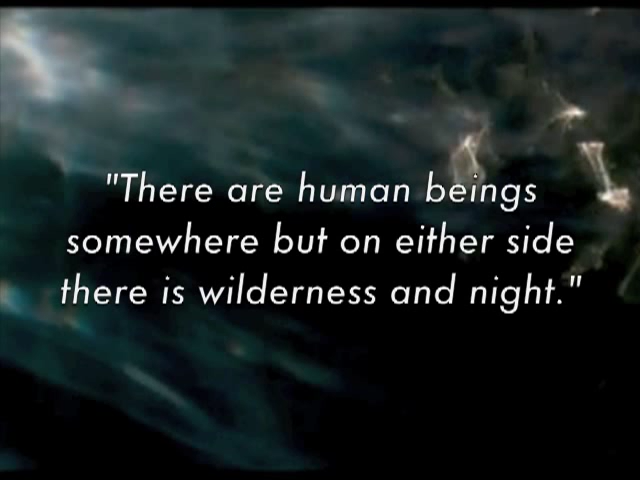 "There are human beings
somewhere but on either side
there is wilderness and night."